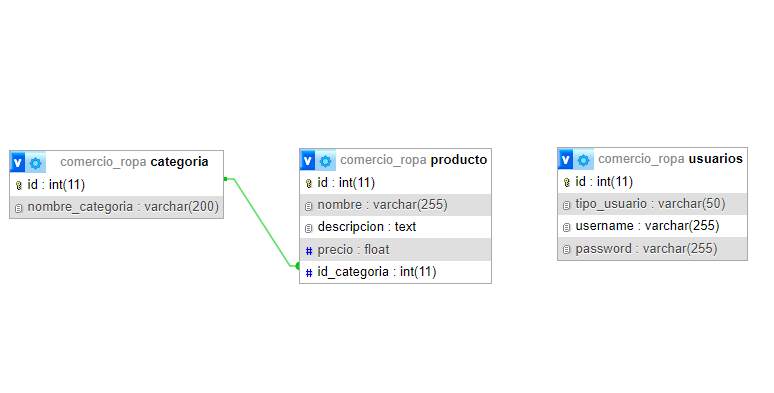 comercio_ropa categoria
id : int(11)
nombre_categoria : varchar(200)
comercio_ropa producto
id : int(11)
nombre : varchar(255)
descripcion : text
# precio : float
# id_categoria : int(11)
comercio_ropa usuarios
id : int(11)
tipo_usuario : varchar(50)
username : varchar(255)
password : varchar(255)